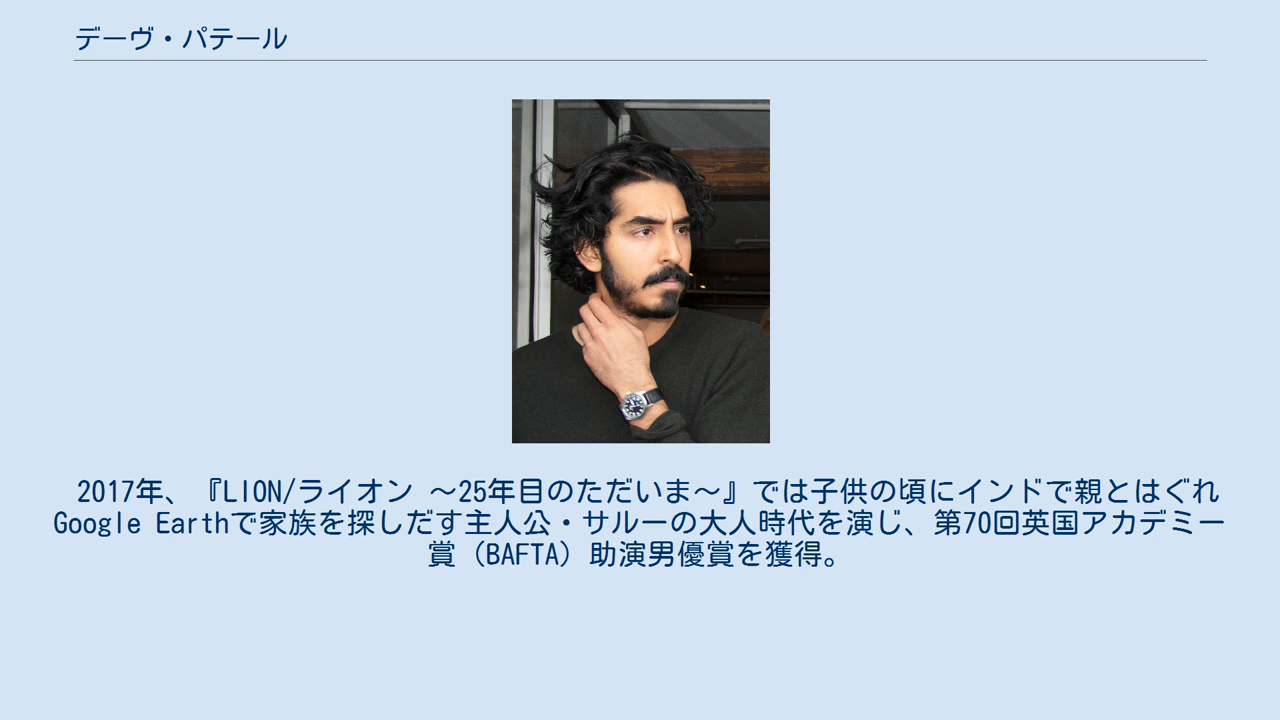 デーヴ・パテール
2017年、『LION/ライオン ～25年目のただいま～』では子供の頃にインドで親とはぐれ
Google Earthで家族を探しだす主人公・サルーの大人時代を演じ、第70回英国アカデミー
賞（BAFTA）助演男優賞を獲得。